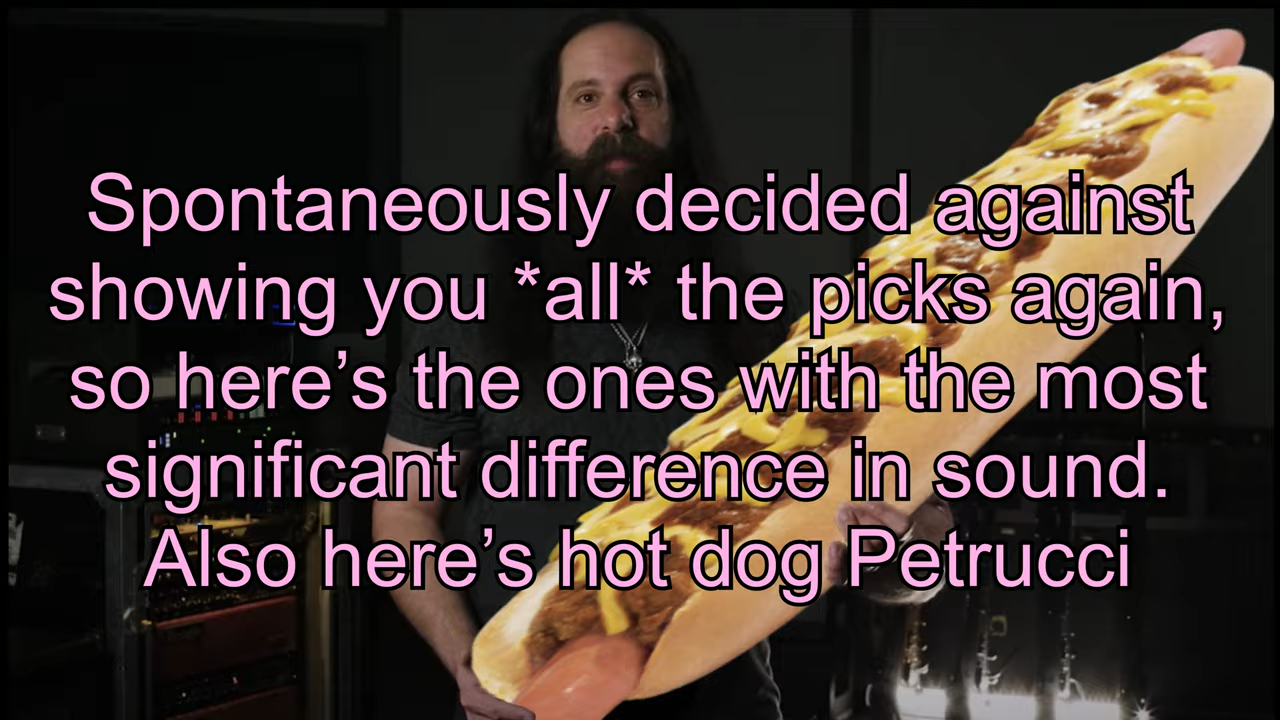 Spontaneously decided against
showing you *all* the picks again,
so here’s the ones with the most
significant difference in sound.
Also here’s hot dog Petrucci